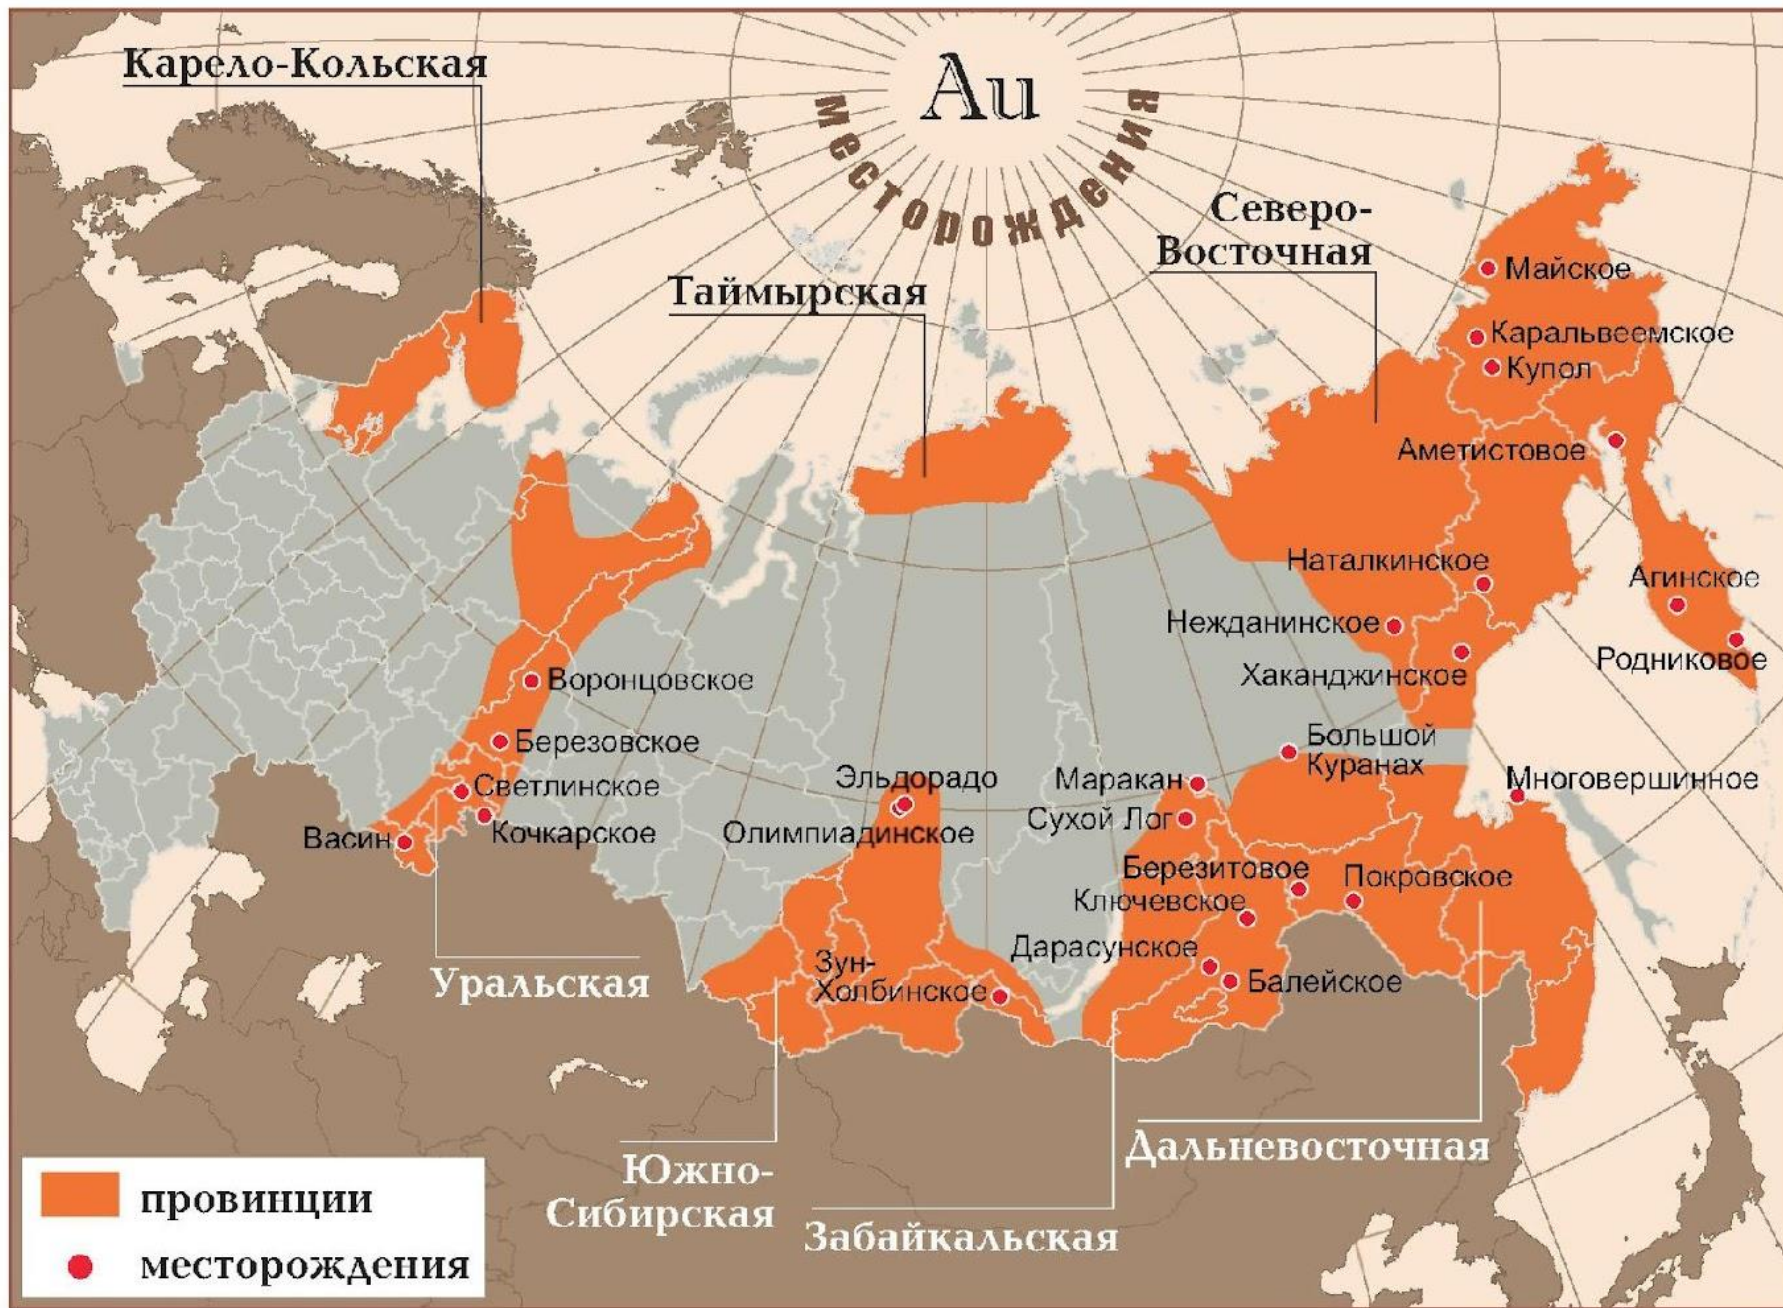 Карело-Кольская
Au
месторождения
Северо-
Восточная
Таймырская
Майское
Каральвеемское
Купол
Аметистовое
Наталкинское
Агинское
Нежданинское
Родниковое
Хаканджинское
Воронцовское
Березовское
Большой
Куранах
Светлинское
Эльдорадо
Маракан
Многовершинное
Васин
Кочкарское
Олимпиадинское
Сухой Лог
Березитовое
Покровское
Ключевское
Дарасунское
Зун-
Холбинское
Балейское
Уральская
Дальневосточная
Южно-
Сибирская
Забайкальская
провинции
месторождения